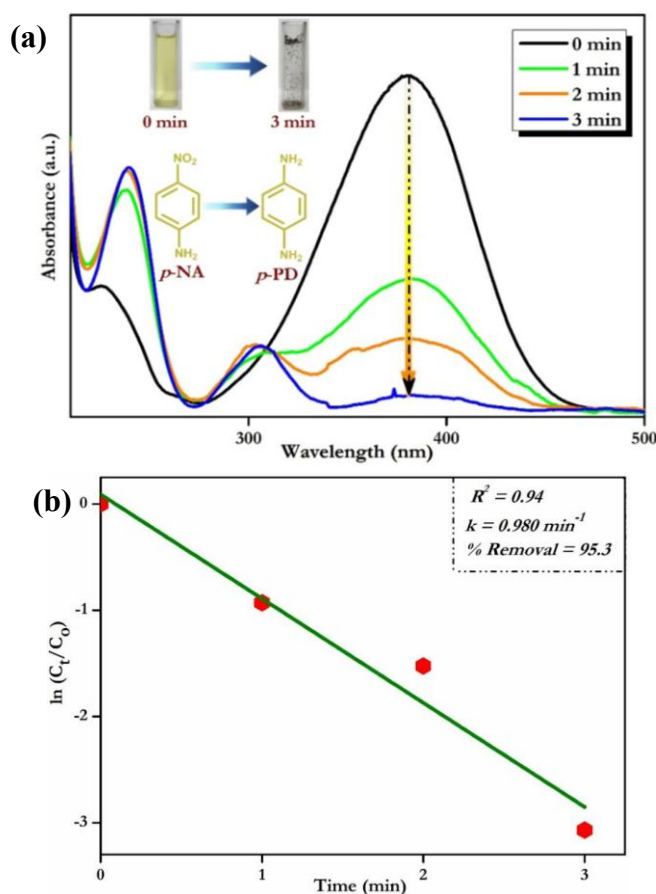 (a)
0 min
1 min
2 min
3 min
0 min
3 min
NO₂
NH₂
NH₂
NH₂
p-NA
p-PD
Absorbance (a.u.)
300
400
500
Wavelength (nm)
(b)
R² = 0.94
k = 0.980 min⁻¹
% Removal = 95.3
0
-1
-2
-3
ln (Cₜ/Cₒ)
0
1
2
3
Time (min)